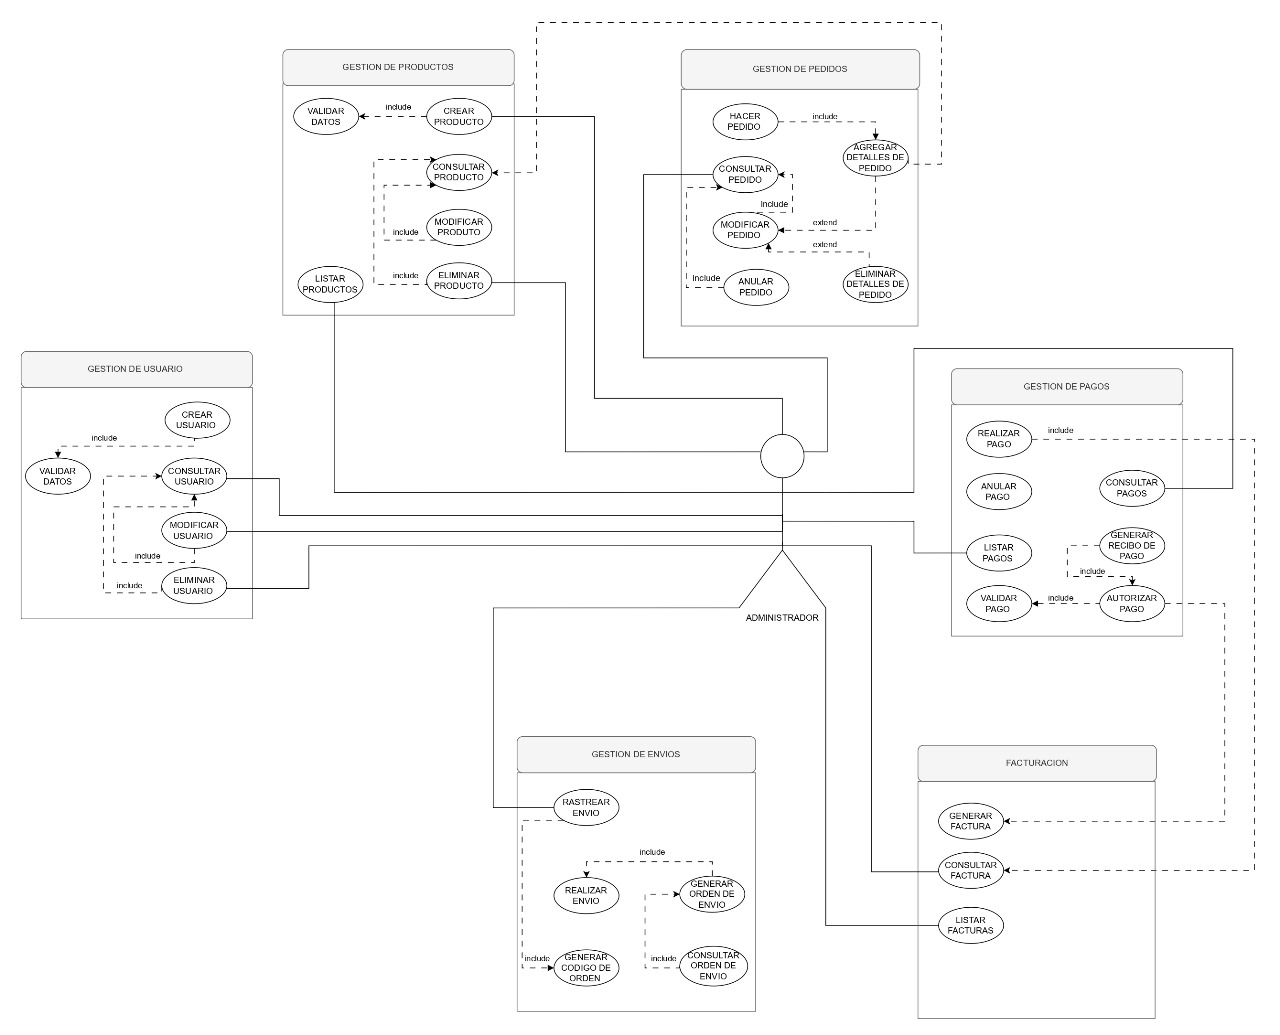 GESTION DE PRODUCTOS
VALIDAR
DATOS
include
CREAR
PRODUCTO
CONSULTAR
PRODUCTO
MODIFICAR
PRODUTO
include
LISTAR
PRODUCTOS
include
ELIMINAR
PRODUCTO
GESTION DE PEDIDOS
HACER
PEDIDO
include
AGREGAR
DETALLES DE
PEDIDO
CONSULTAR
PEDIDO
include
MODIFICAR
PEDIDO
extend
extend
include
ANULAR
PEDIDO
ELIMINAR
DETALLES DE
PEDIDO
GESTION DE USUARIO
CREAR
USUARIO
include
VALIDAR
DATOS
CONSULTAR
USUARIO
MODIFICAR
USUARIO
include
include
ELIMINAR
USUARIO
ADMINISTRADOR
GESTION DE PAGOS
REALIZAR
PAGO
include
ANULAR
PAGO
CONSULTAR
PAGOS
LISTAR
PAGOS
GENERAR
RECIBO DE
PAGO
include
VALIDAR
PAGO
include
AUTORIZAR
PAGO
GESTION DE ENVIOS
RASTREAR
ENVIO
include
REALIZAR
ENVIO
GENERAR
ORDEN DE
ENVIO
include
GENERAR
CODIGO DE
ORDEN
include
CONSULTAR
ORDEN DE
ENVIO
FACTURACION
GENERAR
FACTURA
CONSULTAR
FACTURA
LISTAR
FACTURAS